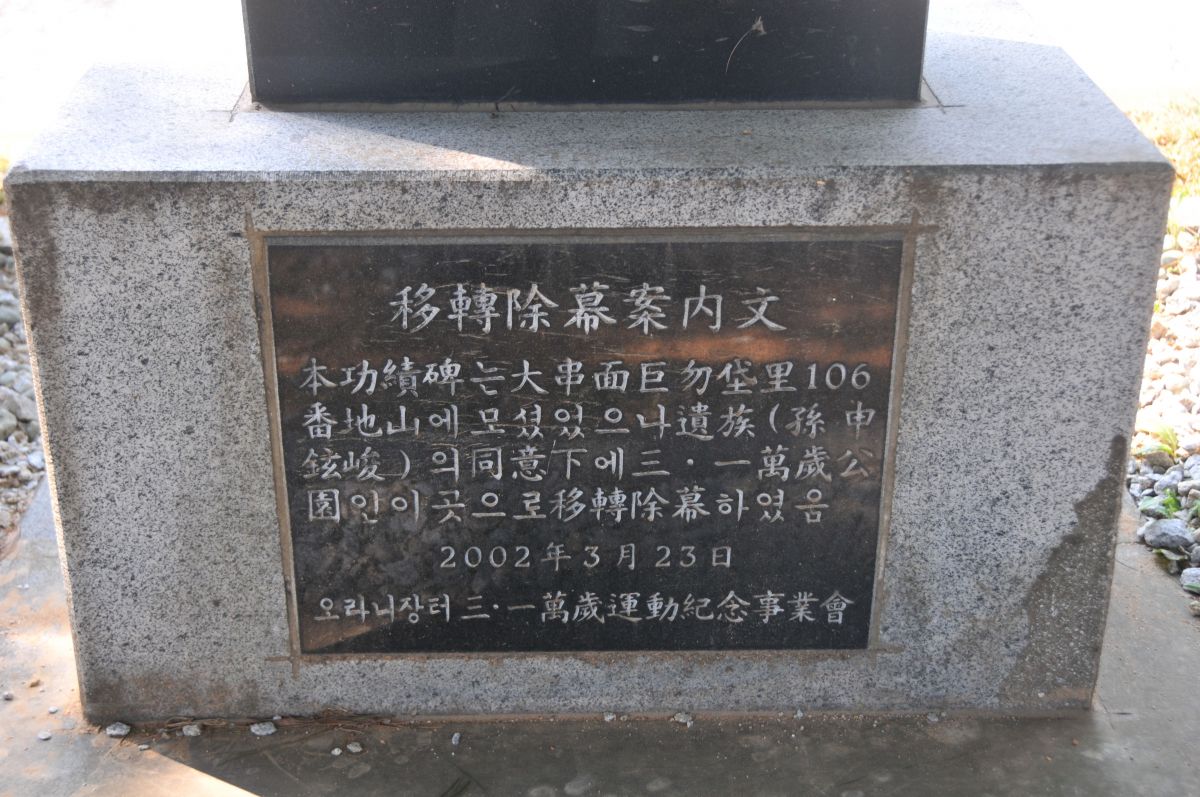 移轉除幕案內文
本功績碑는大串面巨勿垈里106
番地山에모셨었으나遺族(孫申
鉉峻)의同意下에三·一萬歲公
園안이곳으로移轉除幕하였음
2002年3月23日
오라니장터三·一萬歲運動紀念事業會